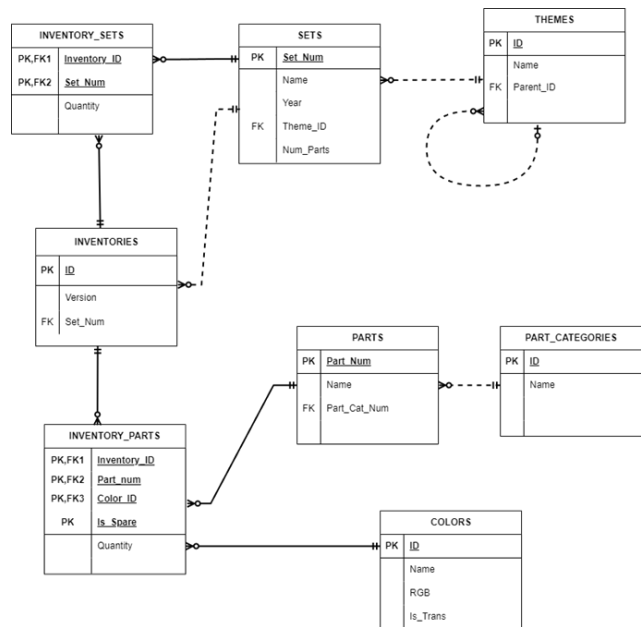 INVENTORY_SETS
PK,FK1 Inventory_ID
PK,FK2 Set_Num
Quantity
SETS
PK Set_Num
Name
Year
FK Theme_ID
Num_Parts
THEMES
PK ID
Name
FK Parent_ID
INVENTORIES
PK ID
Version
FK Set_Num
PARTS
PK Part_Num
Name
FK Part_Cat_Num
PART_CATEGORIES
PK ID
Name
INVENTORY_PARTS
PK,FK1 Inventory_ID
PK,FK2 Part_num
PK,FK3 Color_ID
PK Is_Spare
Quantity
COLORS
PK ID
Name
RGB
Is_Trans